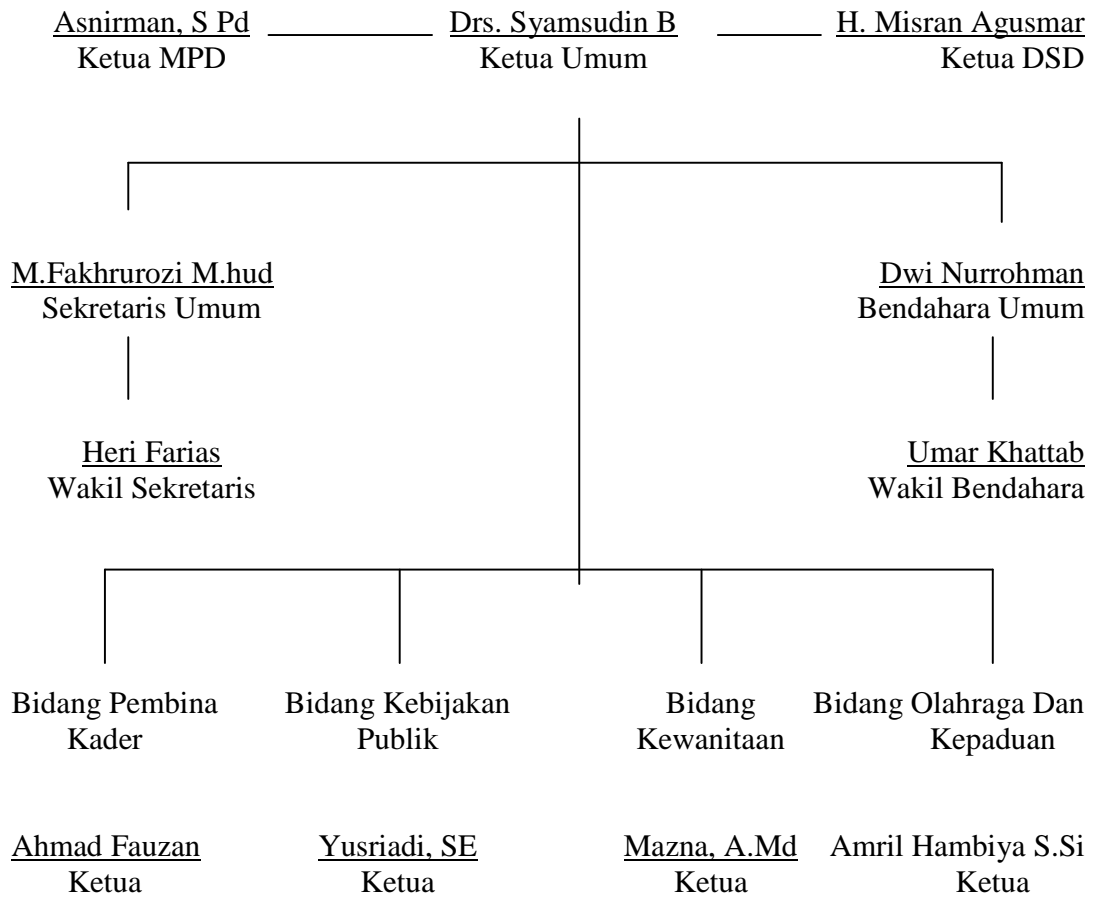 Asnirman, S Pd
Ketua MPD
Drs. Syamsudin B
Ketua Umum
H. Misran Agusmar
Ketua DSD
M.Fakhrurozi M.hud
Sekretaris Umum
Dwi Nurrohman
Bendahara Umum
Heri Farias
Wakil Sekretaris
Umar Khattab
Wakil Bendahara
Bidang Pembina
Kader
Bidang Kebijakan
Publik
Bidang
Kewanitaan
Bidang Olahraga Dan
Kepaduan
Ahmad Fauzan
Ketua
Yusriadi, SE
Ketua
Mazna, A.Md
Ketua
Amril Hambiya S.Si
Ketua